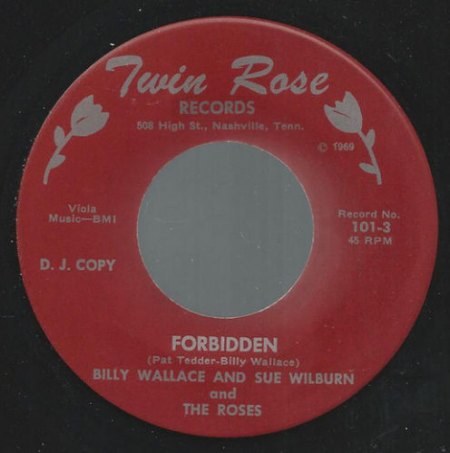 Twin Rose
RECORDS
508 High St., Nashville, Tenn.
© 1969
Viola
Music—BMI
Record No.
101-3
45 RPM
D. J. COPY
FORBIDDEN
(Pat Tedder-Billy Wallace)
BILLY WALLACE AND SUE WILBURN
and
THE ROSES